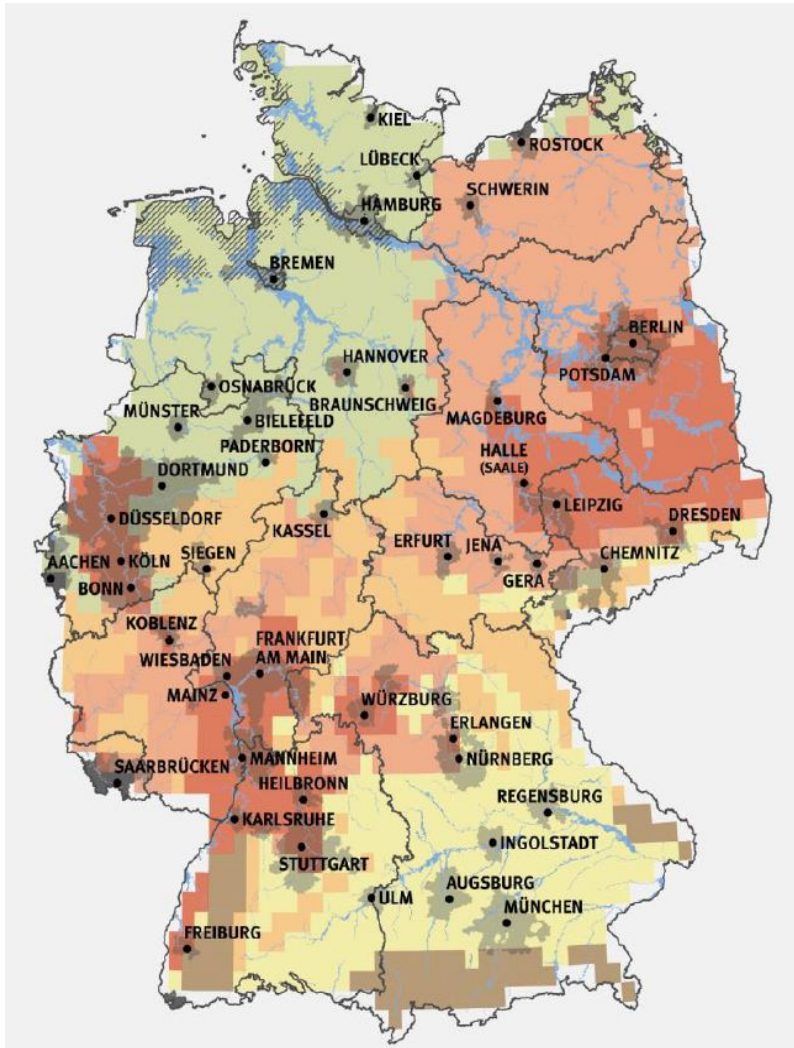 KIEL
ROSTOCK
LÜBECK
SCHWERIN
HAMBURG
BREMEN
BERLIN
POTSDAM
HANNOVER
OSNABRÜCK
BRAUNSCHWEIG
MAGDEBURG
MÜNSTER
BIELEFELD
PADERBORN
HALLE
(SAALE)
DORTMUND
LEIPZIG
DÜSSELDORF
KASSEL
DRESDEN
ERFURT
JENA
CHEMNITZ
AACHEN
KÖLN
SIEGEN
GERA
BONN
KOBLENZ
FRANKFURT
AM MAIN
WIESBADEN
MAINZ
WÜRZBURG
ERLANGEN
MANNHEIM
NÜRNBERG
SAARBRÜCKEN
HEILBRONN
REGENSBURG
KARLSRUHE
INGOLSTADT
STUTTGART
AUGSBURG
ULM
MÜNCHEN
FREIBURG